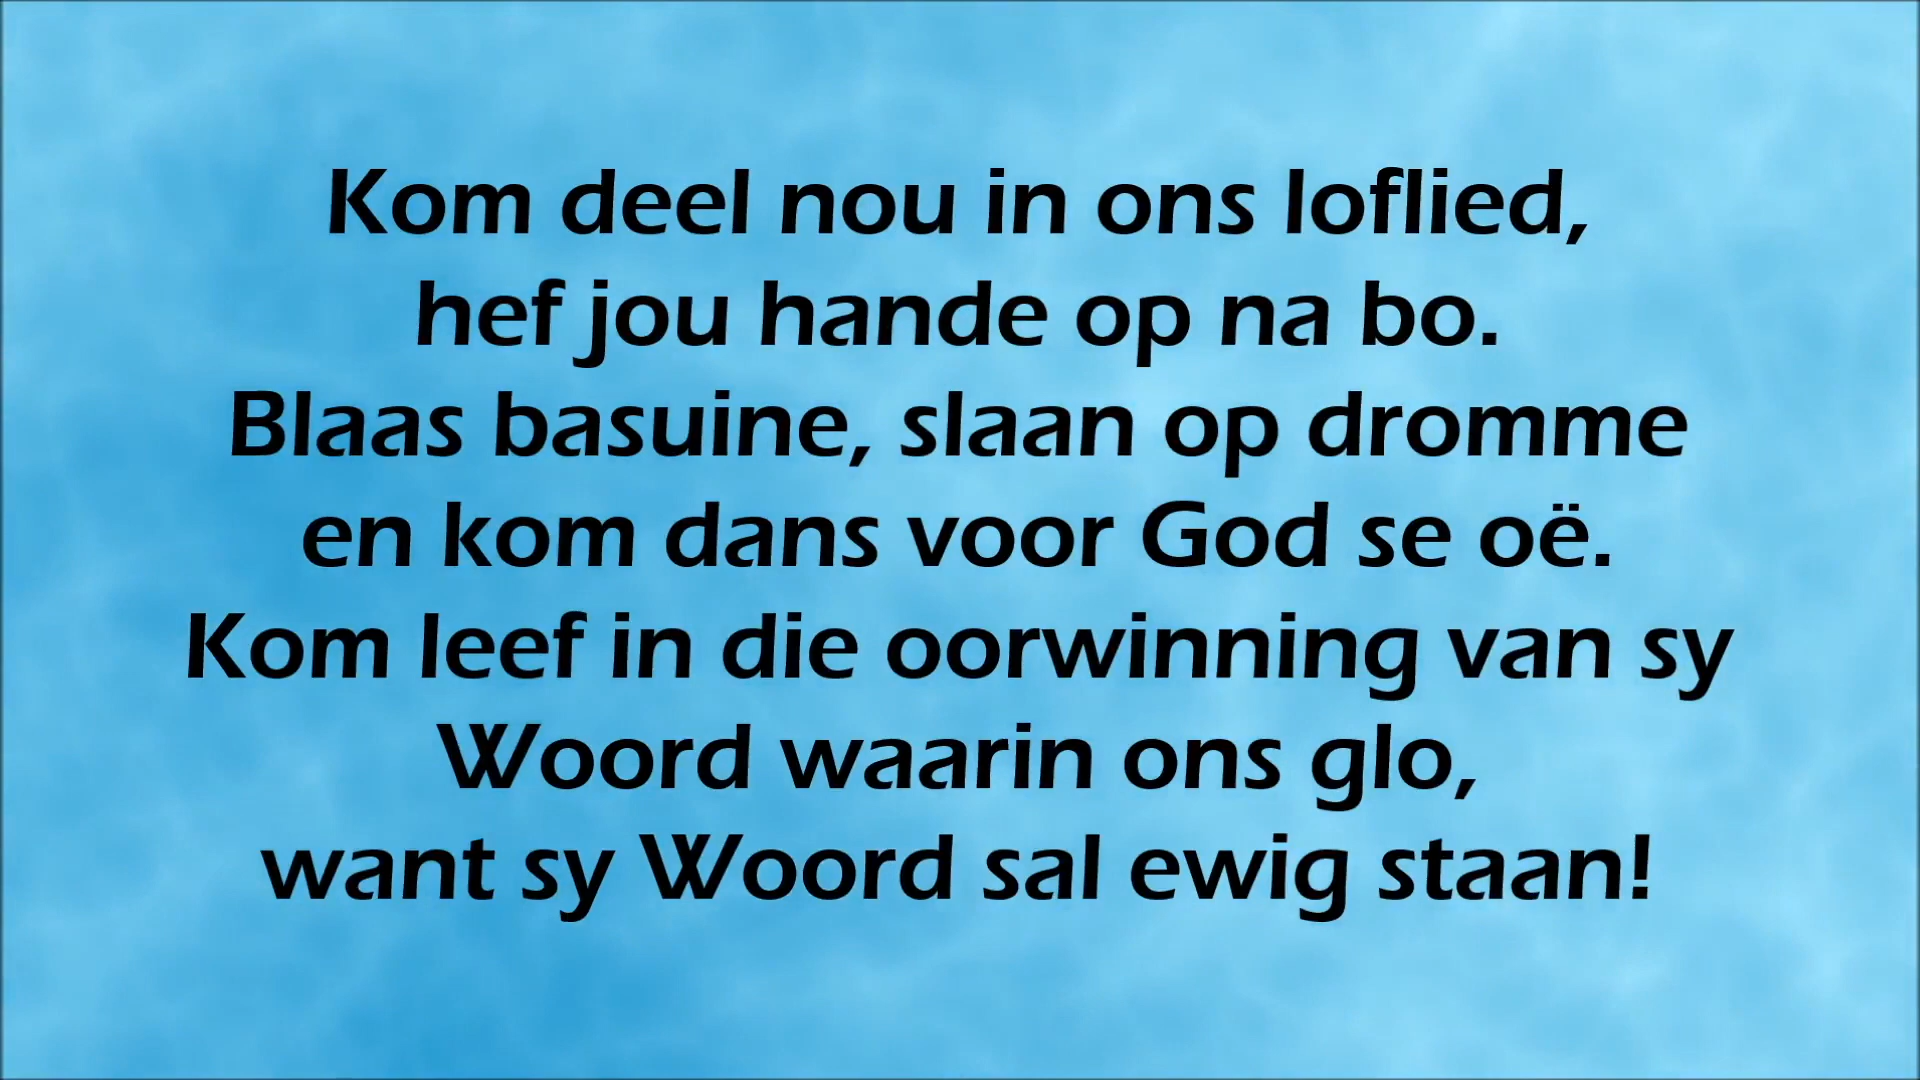 Kom deel nou in ons loflied,
hef jou hande op na bo.
Blaas basuine, slaan op dromme
en kom dans voor God se oë.
Kom leef in die oorwinning van sy
Woord waarin ons glo,
want sy Woord sal ewig staan!